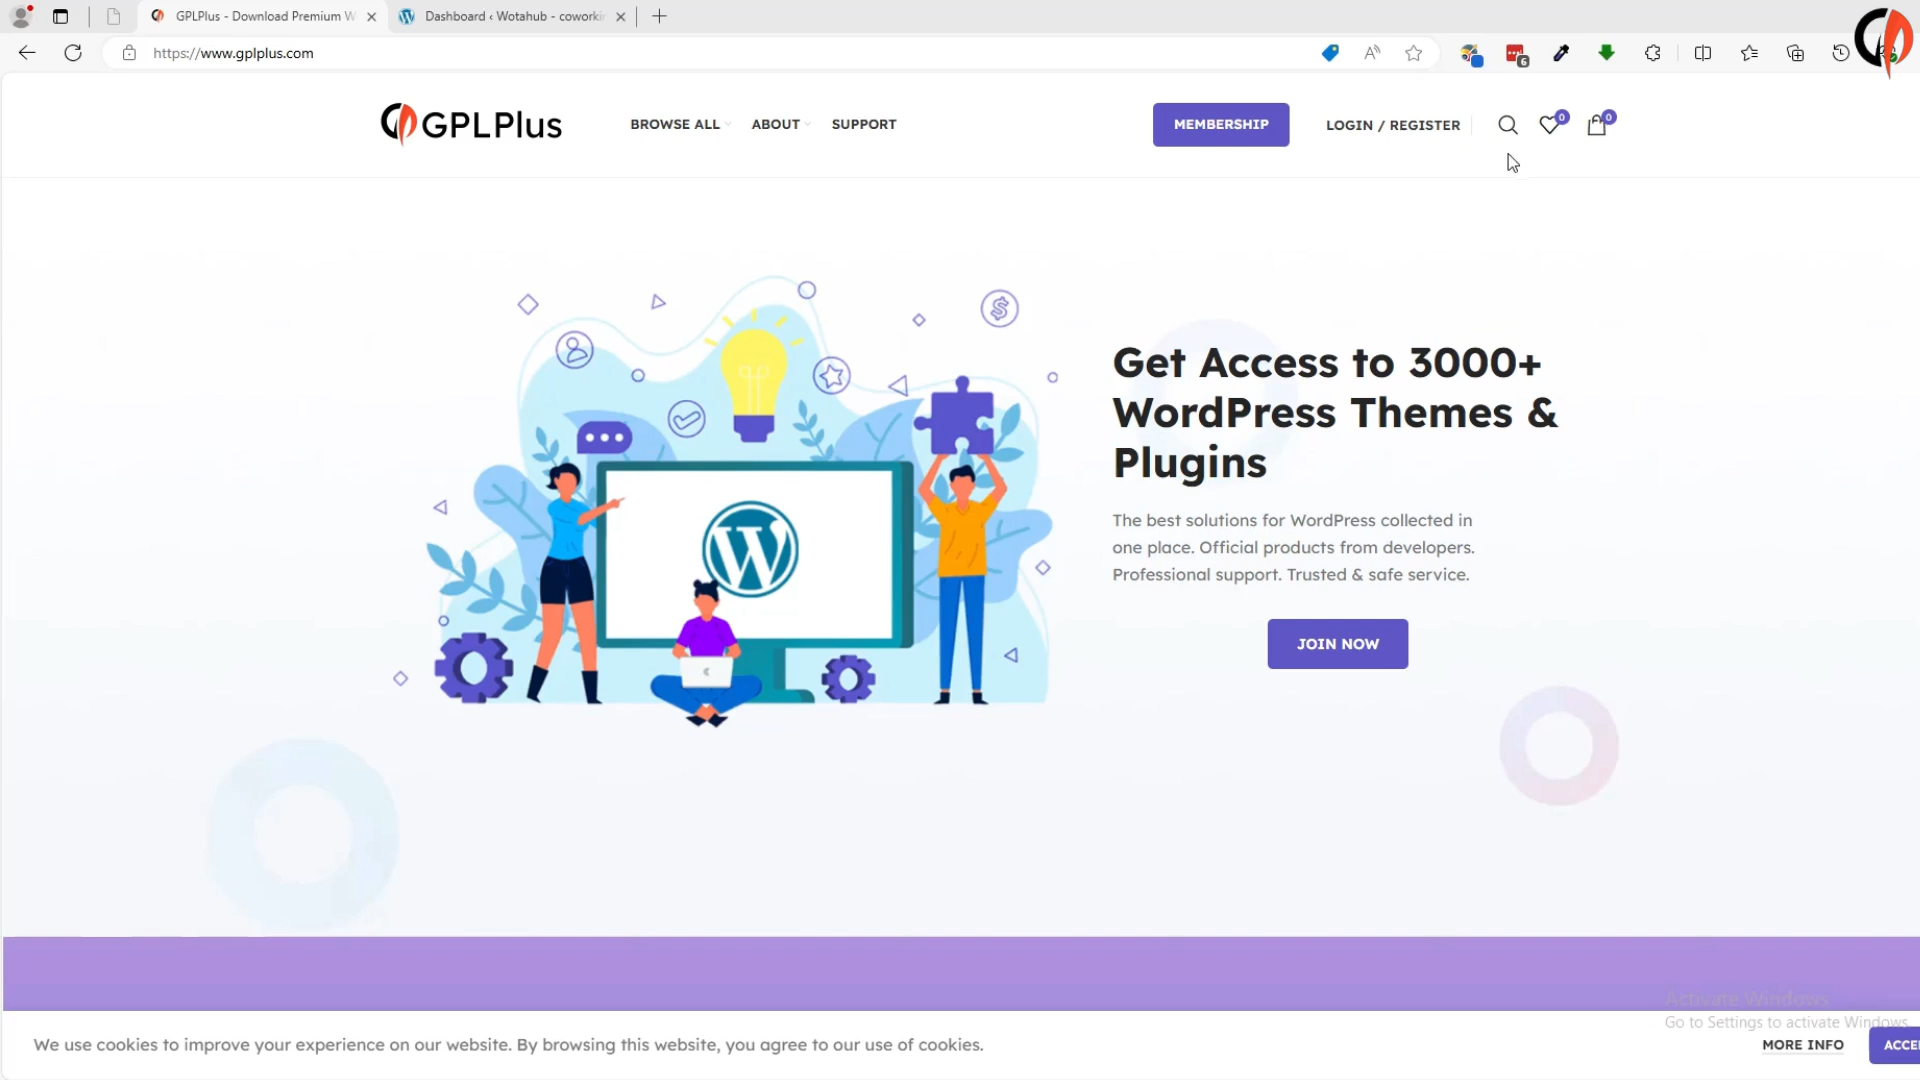 GPLPlus - Download Premium W
Dashboard ‹ Wotahub - coworkin
https://www.gplplus.com
6
GPLPlus
BROWSE ALL
ABOUT
SUPPORT
MEMBERSHIP
LOGIN / REGISTER
0
0
Get Access to 3000+
WordPress Themes &
Plugins
The best solutions for WordPress collected in
one place. Official products from developers.
Professional support. Trusted & safe service.
JOIN NOW
Activate Windows
Go to Settings to activate Windows.
We use cookies to improve your experience on our website. By browsing this website, you agree to our use of cookies.
MORE INFO
ACCE